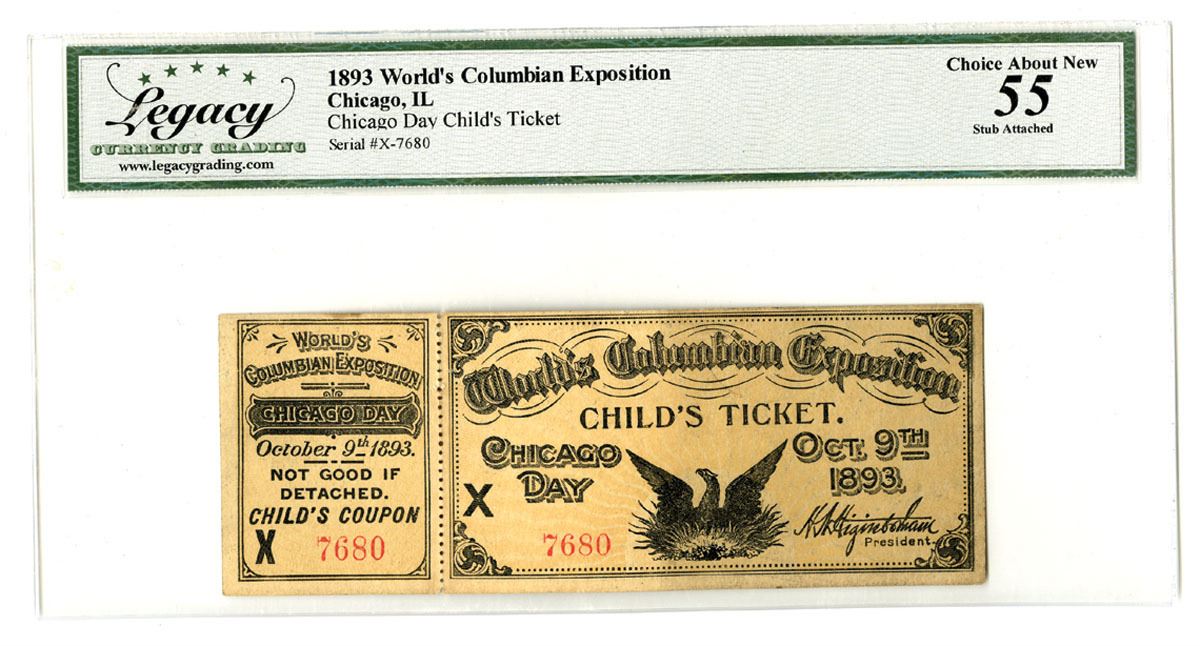 Legacy
CURRENCY GRADING
www.legacygrading.com
1893 World's Columbian Exposition
Chicago, IL
Chicago Day Child's Ticket
Serial #X-7680
Choice About New
55
Stub Attached
WORLD'S
COLUMBIAN EXPOSITION
CHICAGO DAY
October 9th 1893.
NOT GOOD IF
DETACHED.
CHILD'S COUPON
X 7680
World's Columbian Exposition
CHILD'S TICKET.
CHICAGO
DAY
OCT. 9TH
1893.
X
7680
H.N. Higinbotham
President.